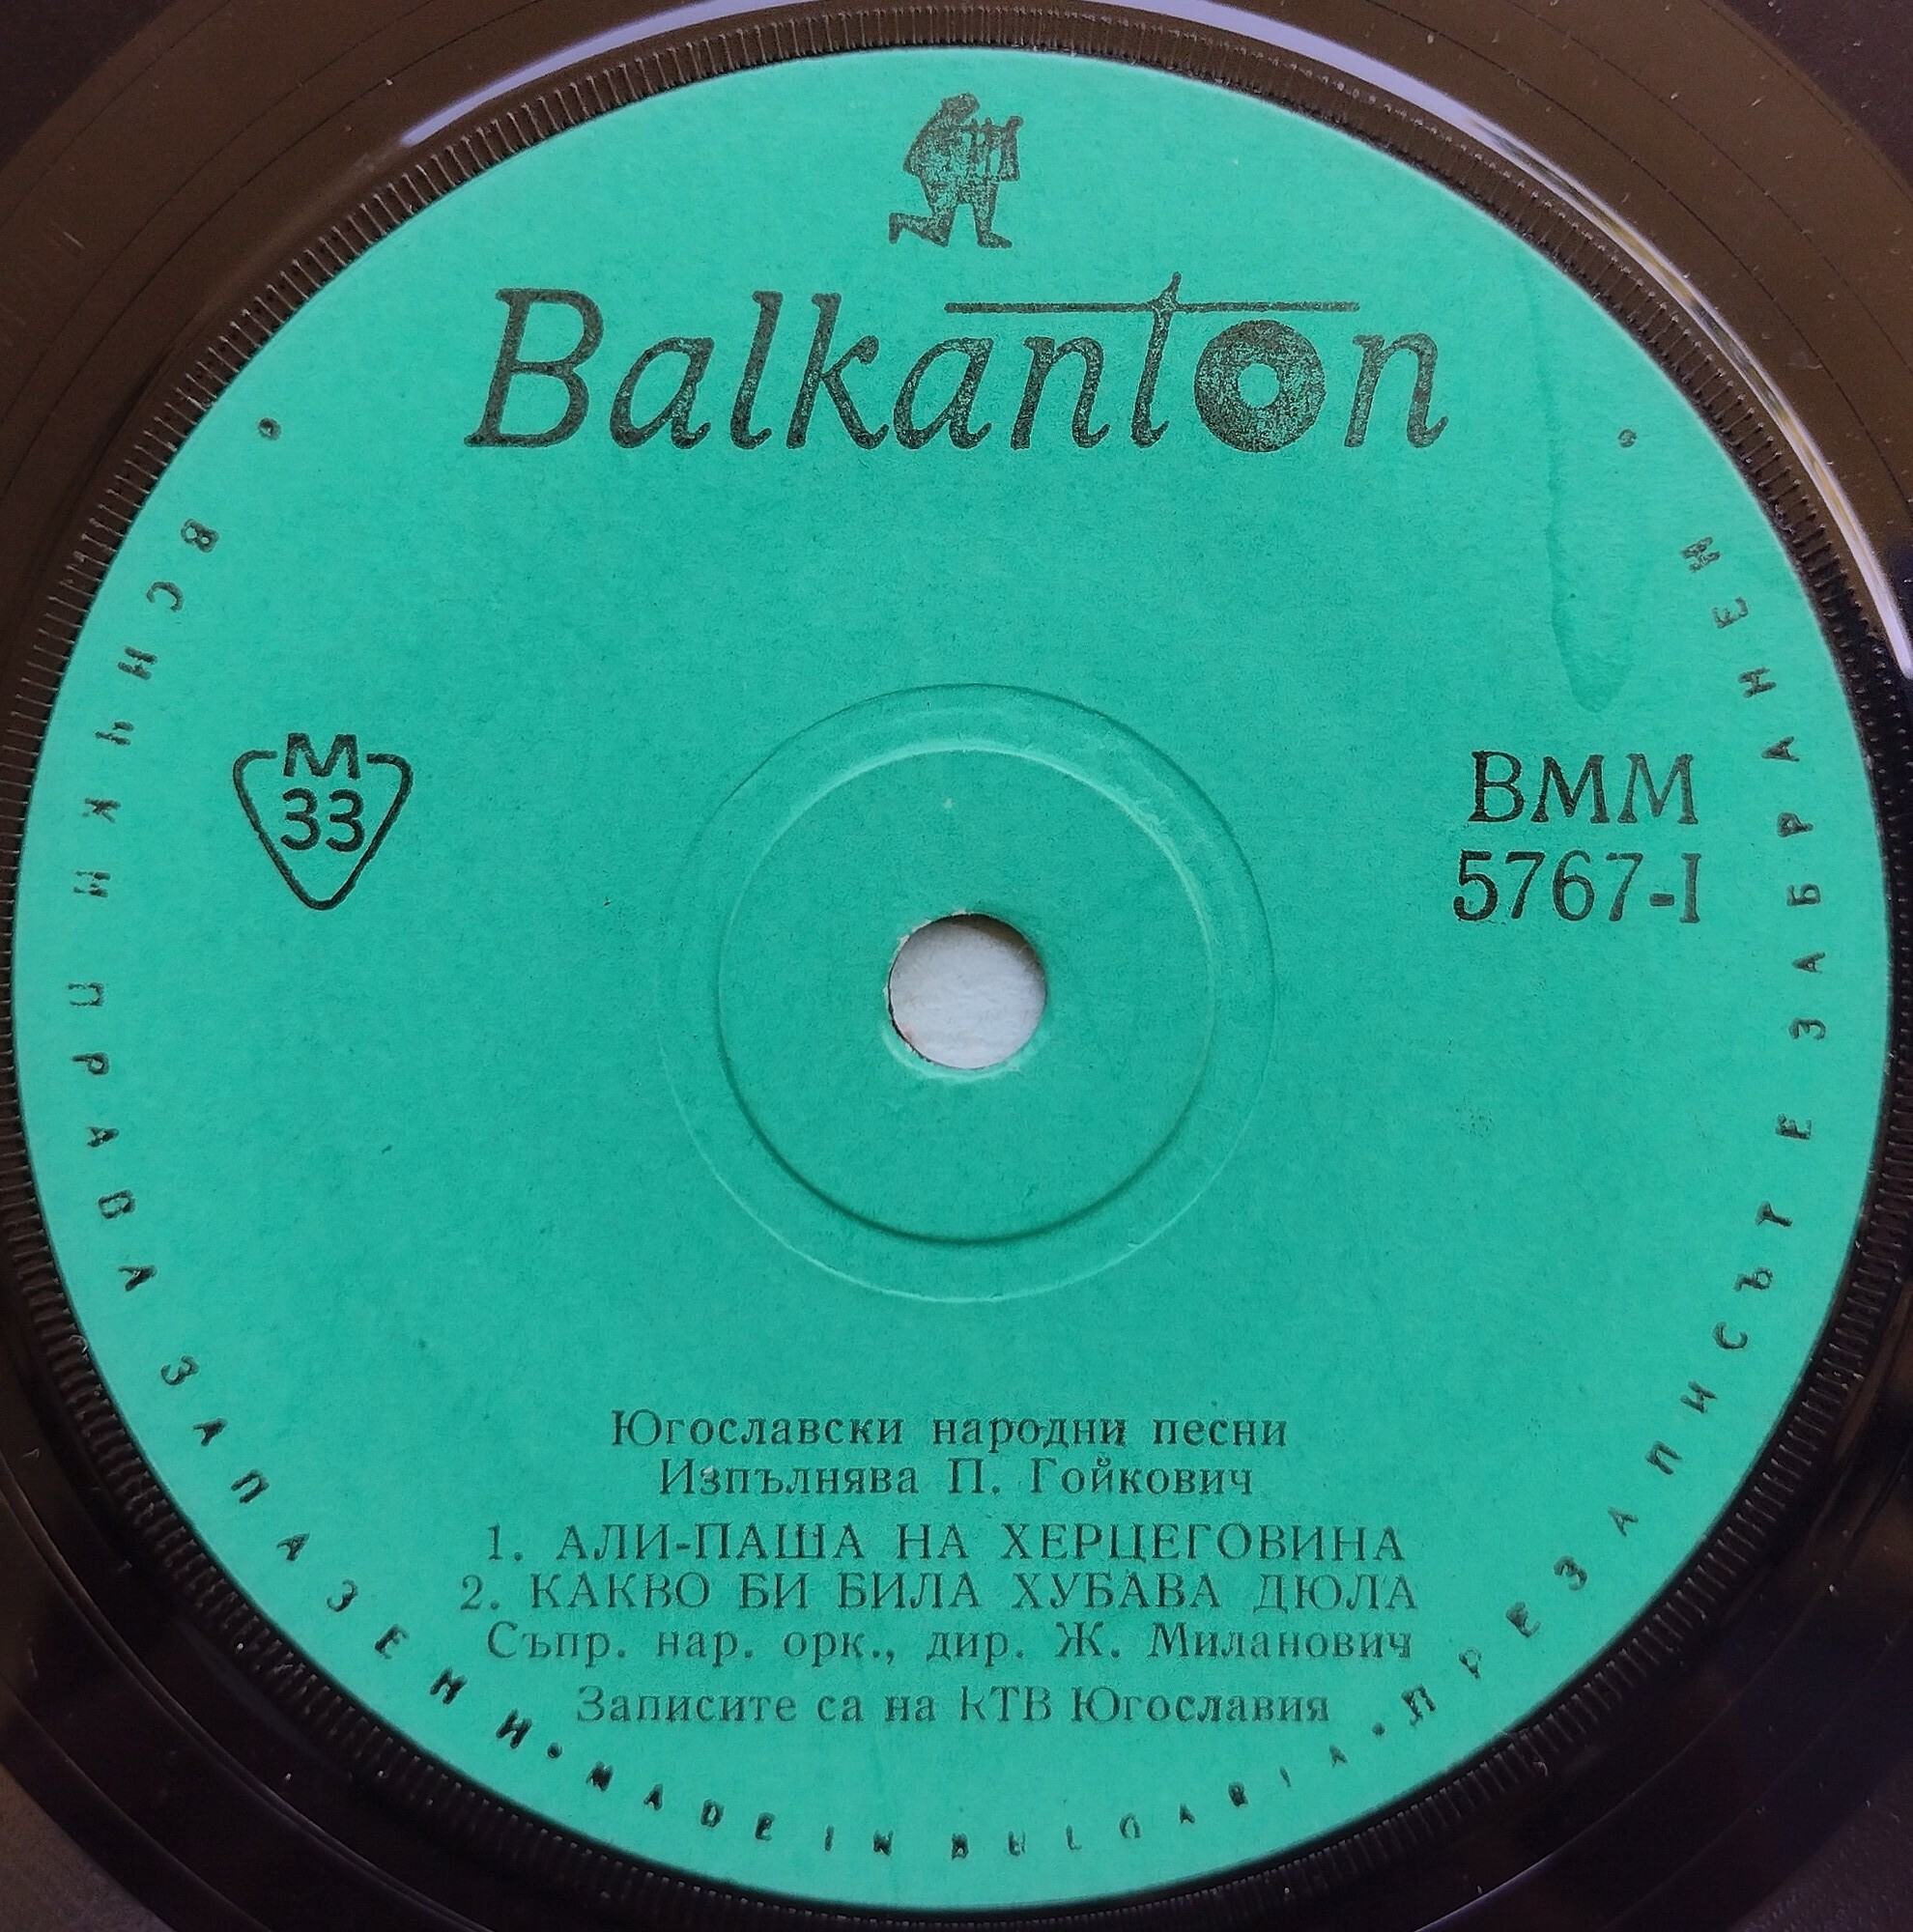 Balkanton
М
33
ВММ
5767-I
Югославски народни песни
Изпълнява П. Гойкович
1. АЛИ-ПАША НА ХЕРЦЕГОВИНА
2. КАКВО БИ БИЛА ХУБАВА ДЮЛА
Съпр. нар. орк., дир. Ж. Миланович
Записите са на КТВ Югославия
• ВСИЧКИ ПРАВА ЗАПАЗЕНИ • MADE IN BULGARIA • ПРЕЗАПИСЪТ Е ЗАБРАНЕН •